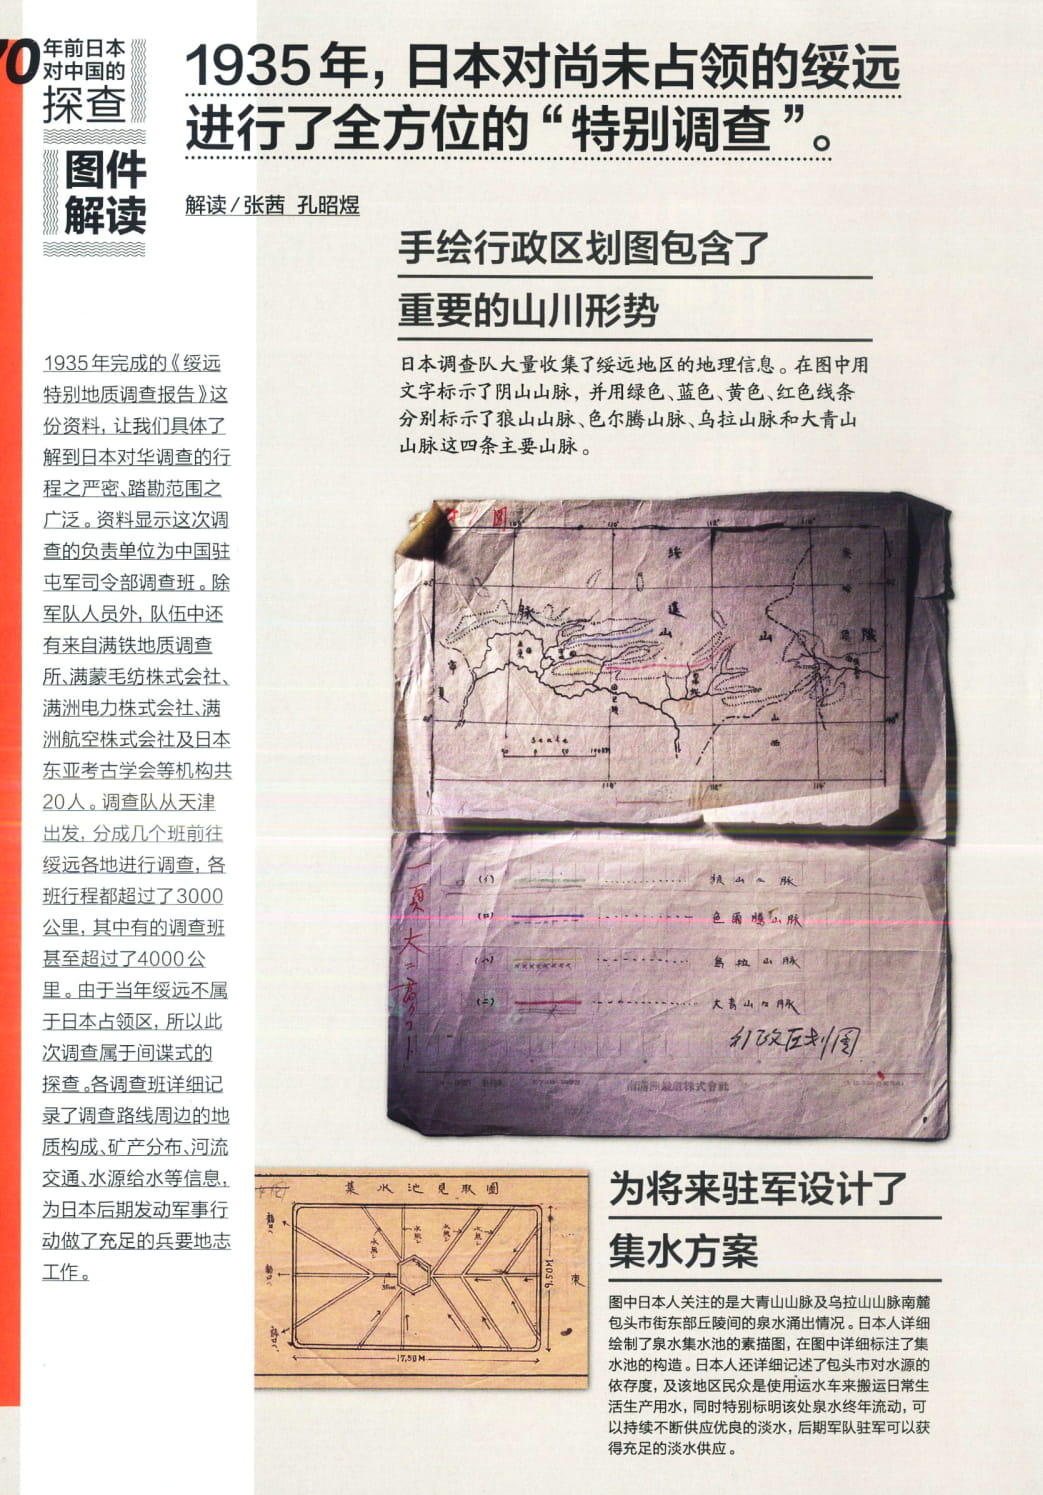 70
年前日本
对中国的
探查
图件
解读
1935年，日本对尚未占领的绥远
进行了全方位的“特别调查”。
解读/张茜 孔昭煜
手绘行政区划图包含了
重要的山川形势
日本调查队大量收集了绥远地区的地理信息。在图中用
文字标示了阴山山脉，并用绿色、蓝色、黄色、红色线条
分别标示了狼山山脉、色尔腾山脉、乌拉山脉和大青山
山脉这四条主要山脉。
1935年完成的《绥远
特别地质调查报告》这
份资料，让我们具体了
解到日本对华调查的行
程之严密、踏勘范围之
广泛。资料显示这次调
查的负责单位为中国驻
屯军司令部调查班。除
军队人员外，队伍中还
有来自满铁地质调查
所、满蒙毛纺株式会社、
满洲电力株式会社、满
洲航空株式会社及日本
东亚考古学会等机构共
20人。调查队从天津
出发，分成几个班前往
绥远各地进行调查，各
班行程都超过了3000
公里，其中有的调查班
甚至超过了4000公
里。由于当年绥远不属
于日本占领区，所以此
次调查属于间谍式的
探查。各调查班详细记
录了调查路线周边的地
质构成、矿产分布、河流
交通、水源给水等信息，
为日本后期发动军事行
动做了充足的兵要地志
工作。
圖
110°
112°
114°
綏
遠
脉
山
山
陰
察
哈
甯
夏
山
西
Scale
50 0 50 100KM
110°
112°
114°
(イ) 狼山山脉
(ロ) 色爾騰山脉
(ハ) 烏拉山脉
(ニ) 大青山山脉
行政区划图
南滿洲鐵道株式會社
集水池見取圖
東
9.50M
17,50M
为将来驻军设计了
集水方案
图中日本人关注的是大青山山脉及乌拉山山脉南麓
包头市街东部丘陵间的泉水涌出情况。日本人详细
绘制了泉水集水池的素描图，在图中详细标注了集
水池的构造。日本人还详细记述了包头市对水源的
依存度，及该地区民众是使用运水车来搬运日常生
活生产用水，同时特别标明该处泉水终年流动，可
以持续不断供应优良的淡水，后期军队驻军可以获
得充足的淡水供应。